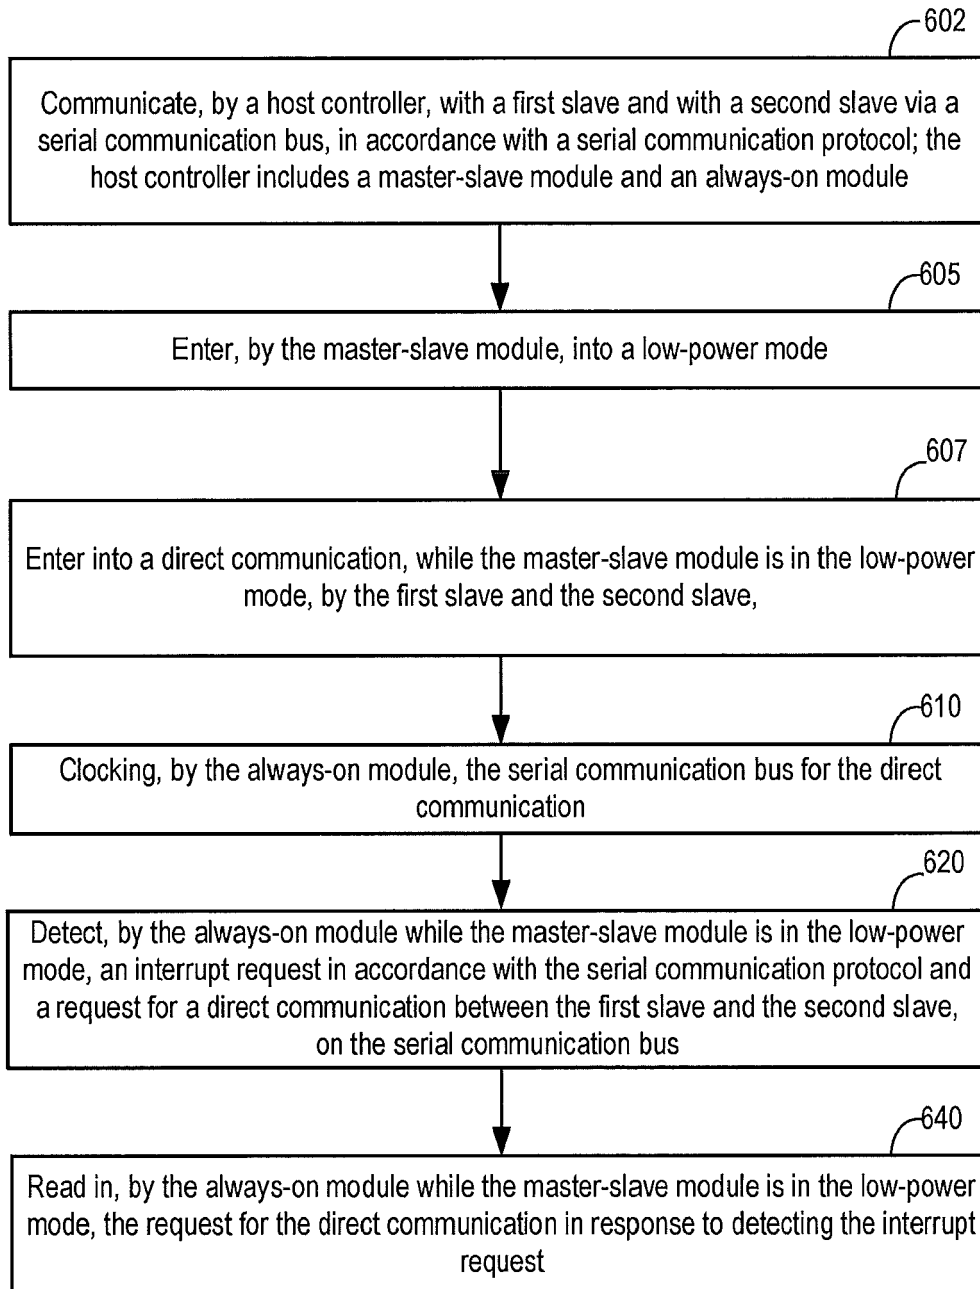 602
Communicate, by a host controller, with a first slave and with a second slave via a
serial communication bus, in accordance with a serial communication protocol; the
host controller includes a master-slave module and an always-on module
605
Enter, by the master-slave module, into a low-power mode
607
Enter into a direct communication, while the master-slave module is in the low-power
mode, by the first slave and the second slave,
610
Clocking, by the always-on module, the serial communication bus for the direct
communication
620
Detect, by the always-on module while the master-slave module is in the low-power
mode, an interrupt request in accordance with the serial communication protocol and
a request for a direct communication between the first slave and the second slave,
on the serial communication bus
640
Read in, by the always-on module while the master-slave module is in the low-power
mode, the request for the direct communication in response to detecting the interrupt
request